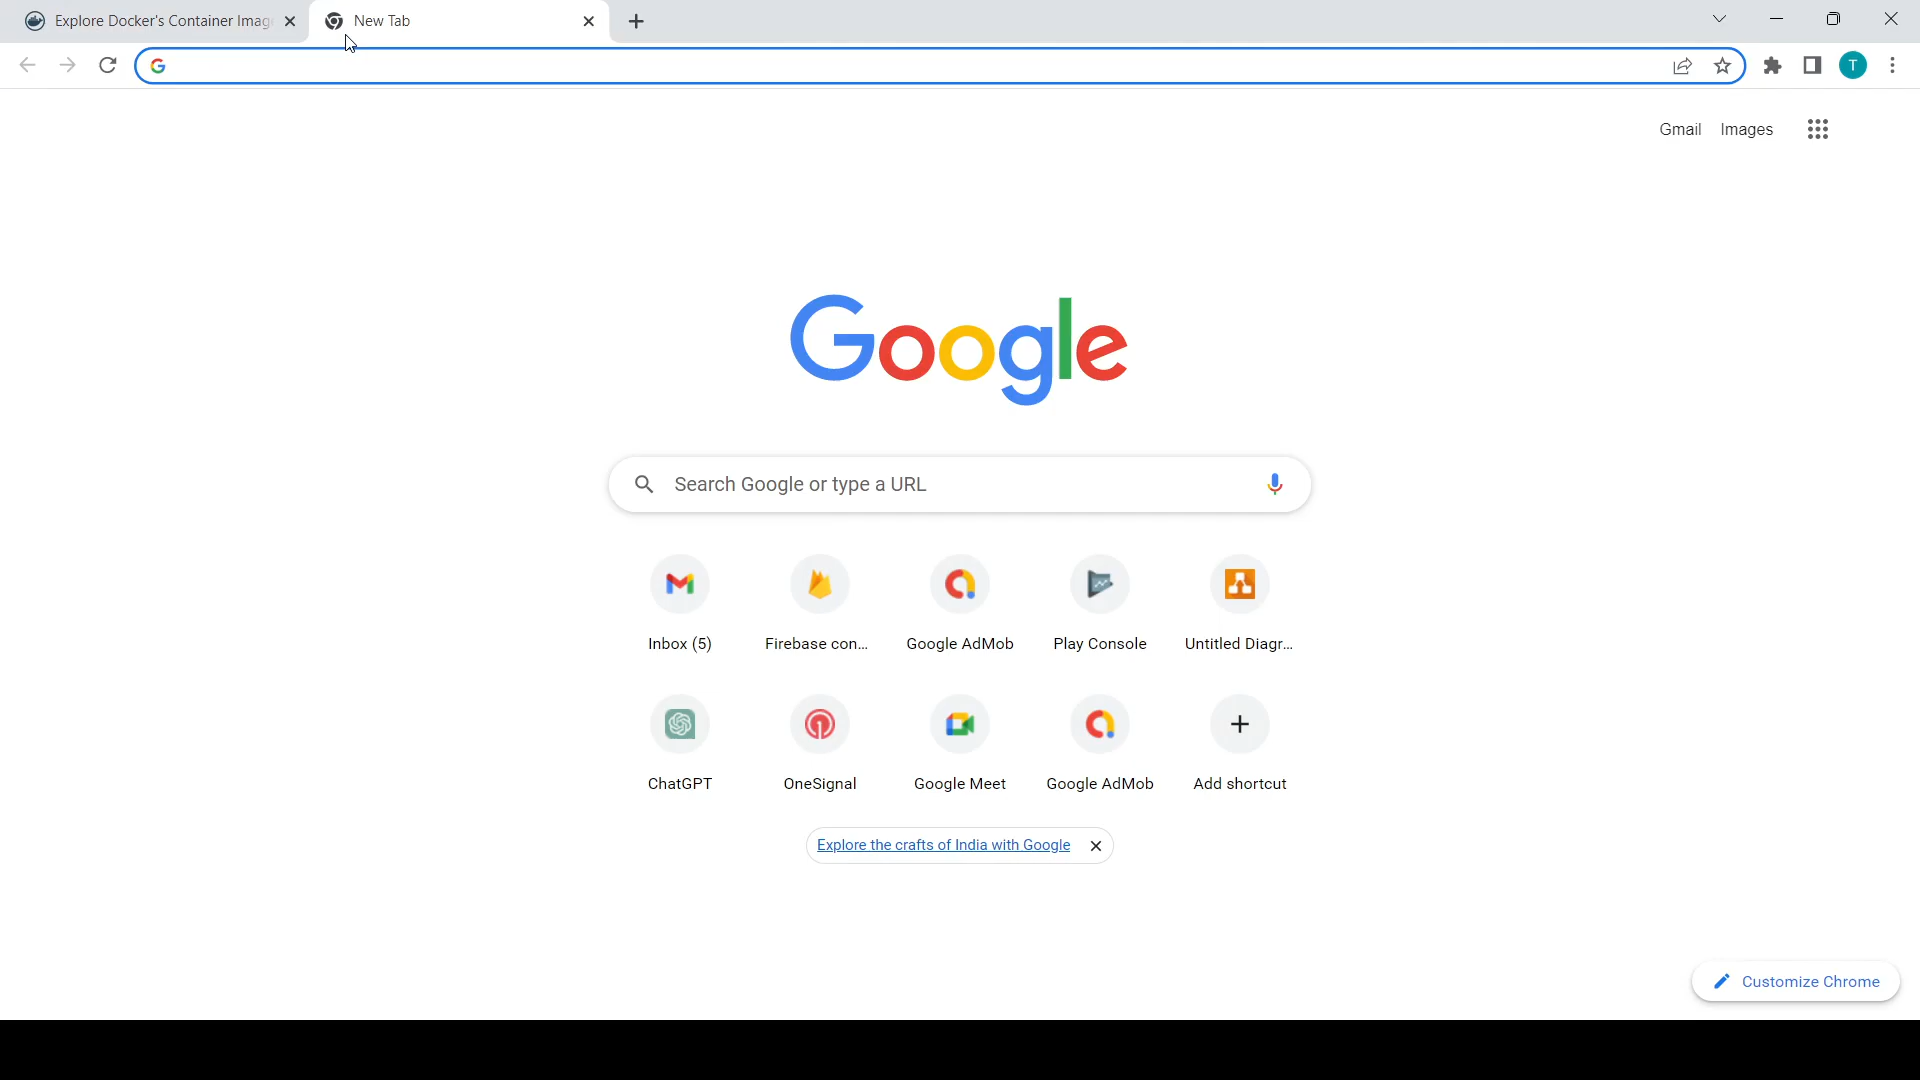 Explore Docker's Container Imag
New Tab
T
Gmail Images
Google
Search Google or type a URL
Inbox (5) Firebase con... Google AdMob Play Console Untitled Diagr...
ChatGPT OneSignal Google Meet Google AdMob Add shortcut
Explore the crafts of India with Google
Customize Chrome